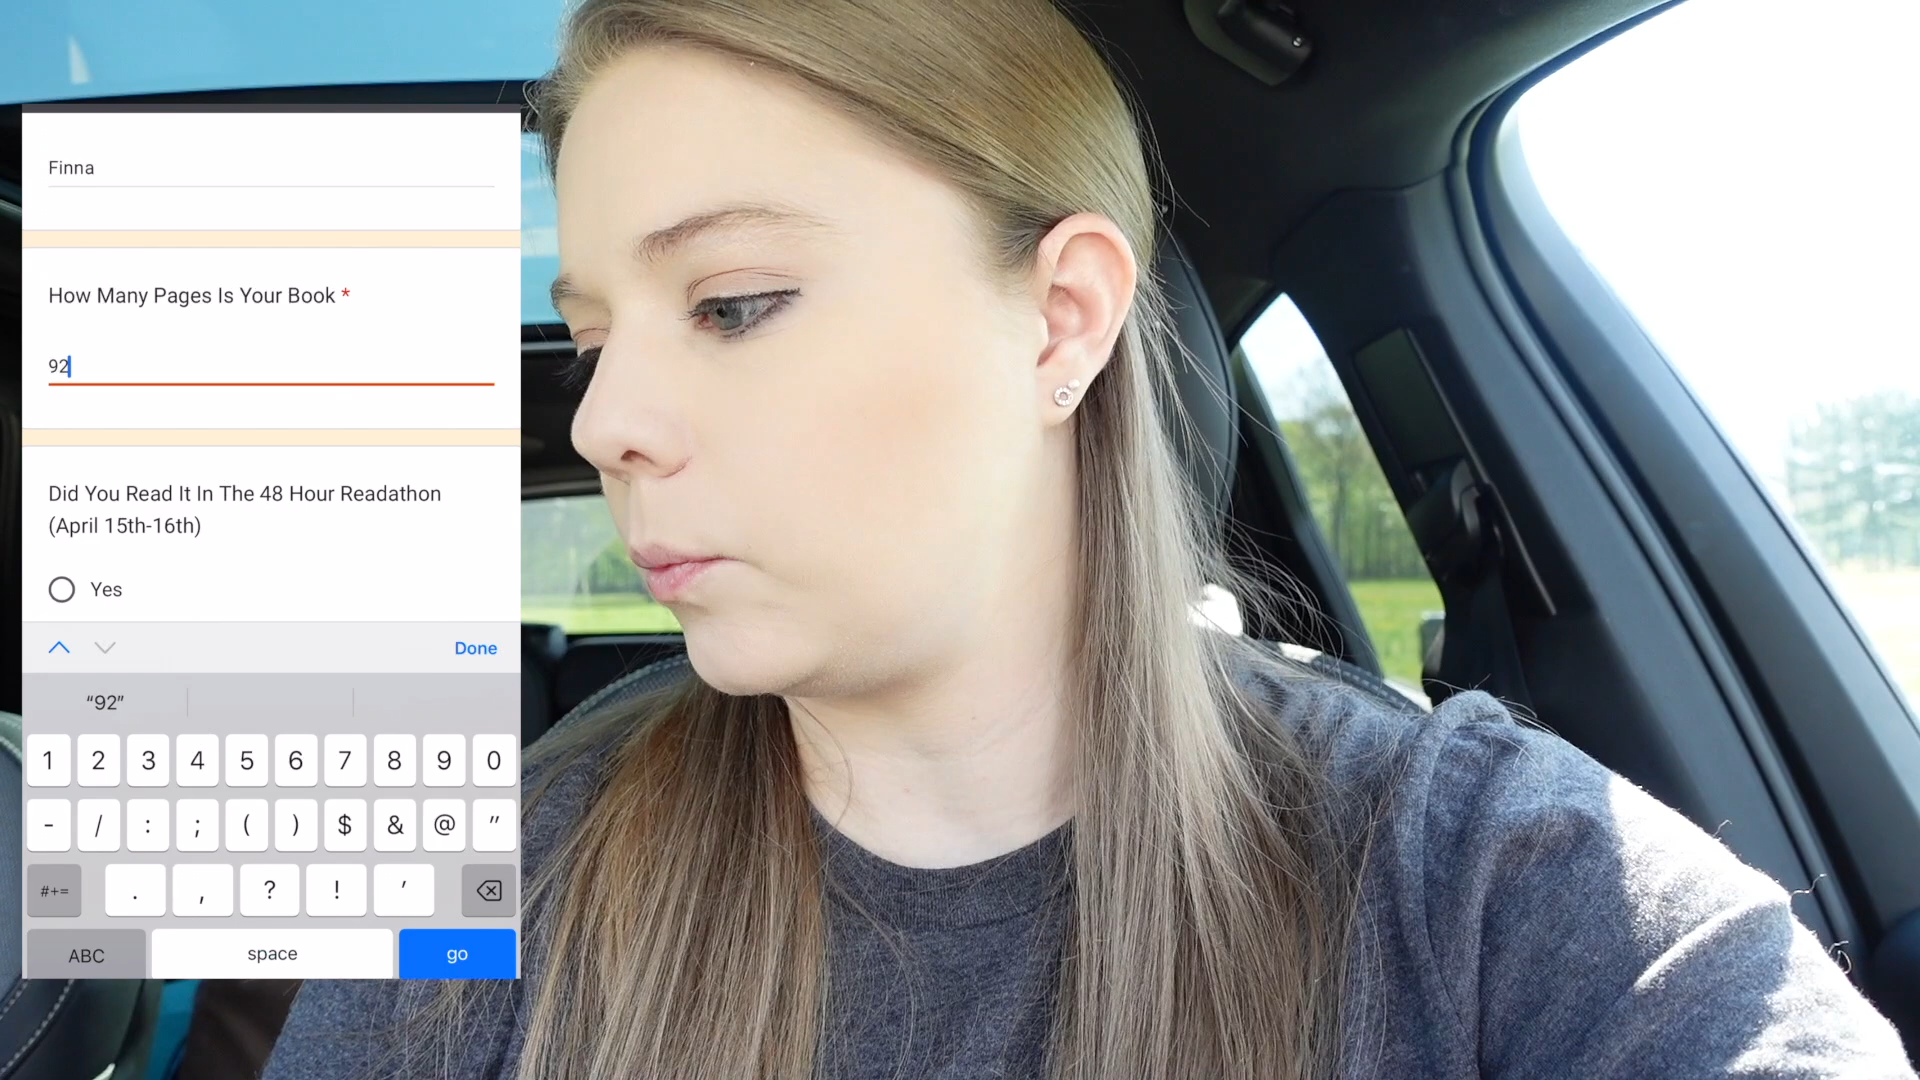 Finna
How Many Pages Is Your Book *
92
Did You Read It In The 48 Hour Readathon
(April 15th-16th)
Yes
Done
“92”
1 2 3 4 5 6 7 8 9 0
- / : ; ( ) $ & @ "
#+= . , ? ! '
ABC space go